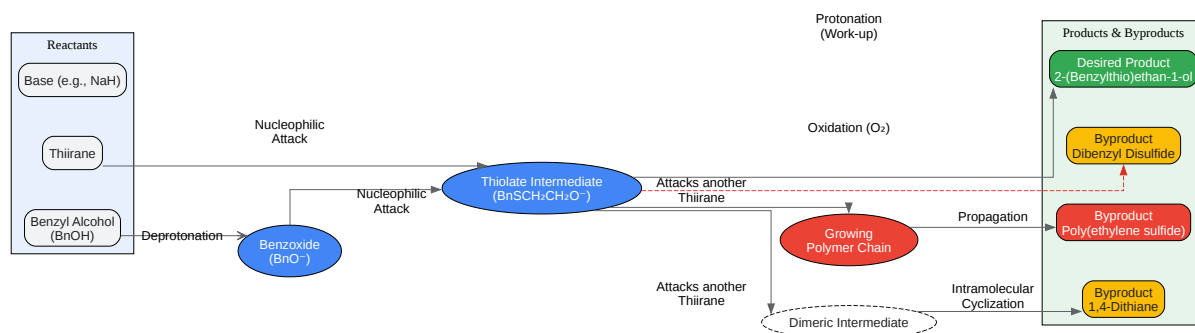 Protonation
(Work-up)
Reactants
Products & Byproducts
Base (e.g., NaH)
Desired Product
2-(Benzylthio)ethan-1-ol
Nucleophilic
Attack
Oxidation (O₂)
Thiirane
Byproduct
Dibenzyl Disulfide
Thiolate Intermediate
(BnSCH₂CH₂O⁻)
Attacks another
Thiirane
Nucleophilic
Attack
Benzyl Alcohol
(BnOH)
Deprotonation
Benzoxide
(BnO⁻)
Growing
Polymer Chain
Propagation
Byproduct
Poly(ethylene sulfide)
Attacks another
Thiirane
Dimeric Intermediate
Intramolecular
Cyclization
Byproduct
1,4-Dithiane